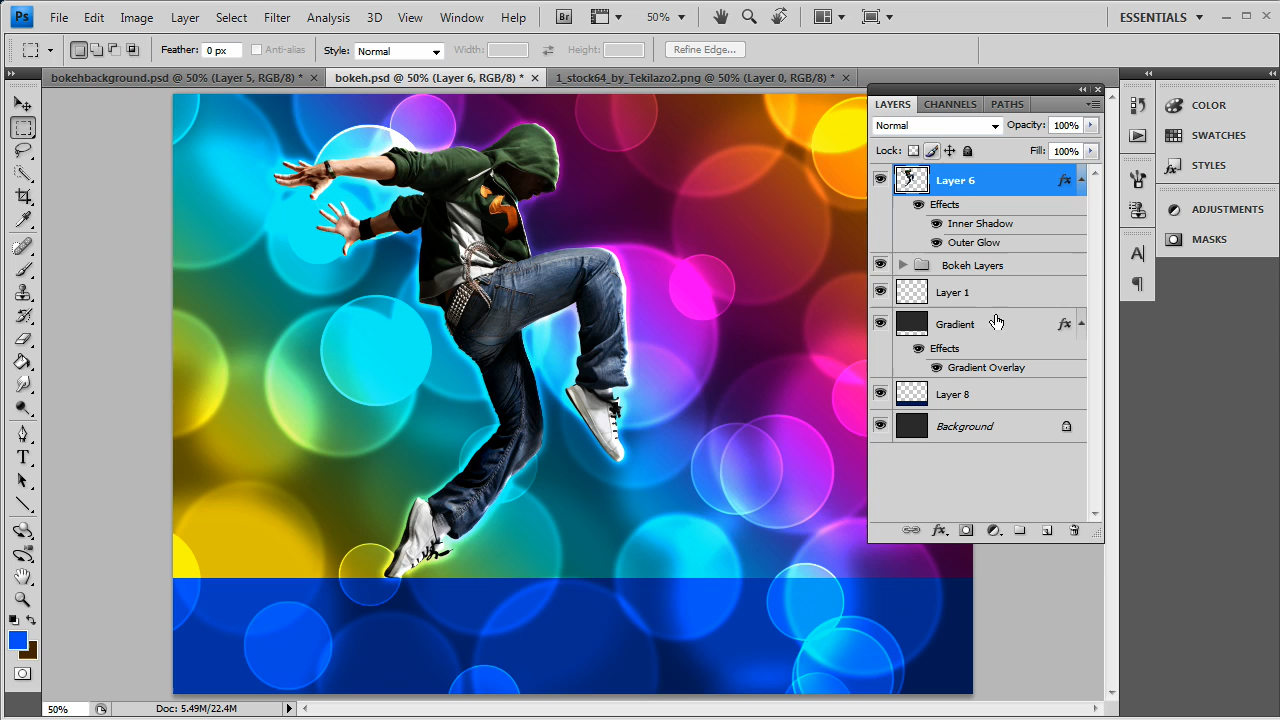 Ps File Edit Image Layer Select Filter Analysis 3D View Window Help Br 50% ESSENTIALS
Feather: 0 px Anti-alias Style: Normal Width: Height: Refine Edge...
bokehbackground.psd @ 50% (Layer 5, RGB/8) * bokeh.psd @ 50% (Layer 6, RGB/8) * 1_stock64_by_Tekilazo2.png @ 50% (Layer 0, RGB/8) *
LAYERS CHANNELS PATHS
Normal Opacity: 100%
Lock: Fill: 100%
Layer 6 fx
Effects
Inner Shadow
Outer Glow
Bokeh Layers
Layer 1
Gradient fx
Effects
Gradient Overlay
Layer 8
Background
fx
COLOR
SWATCHES
STYLES
ADJUSTMENTS
MASKS
A
T
50% Doc: 5.49M/22.4M